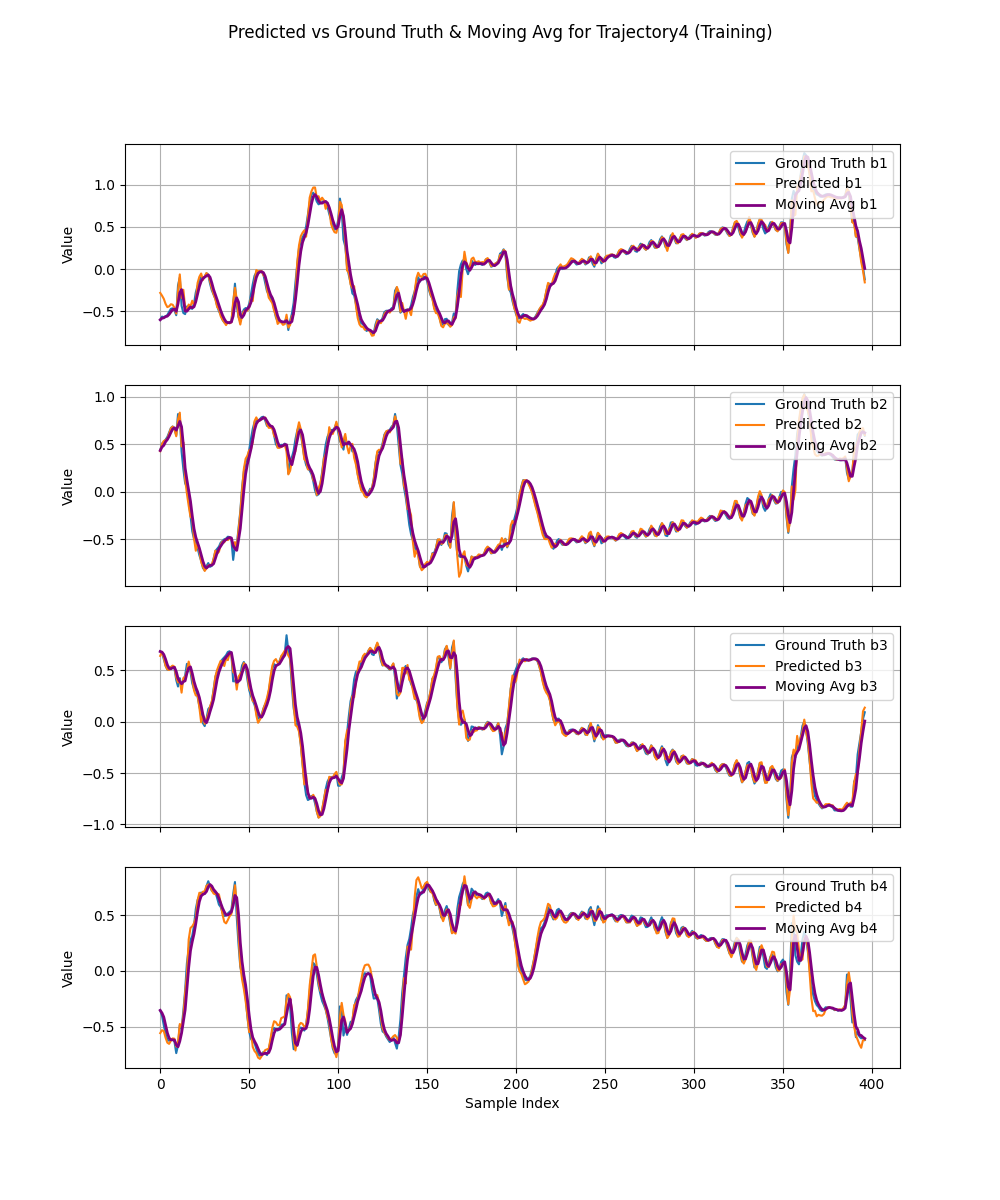 Predicted vs Ground Truth & Moving Avg for Trajectory4 (Training)
Value
1.0
0.5
0.0
−0.5
Ground Truth b1
Predicted b1
Moving Avg b1
Value
1.0
0.5
0.0
−0.5
Ground Truth b2
Predicted b2
Moving Avg b2
Value
0.5
0.0
−0.5
−1.0
Ground Truth b3
Predicted b3
Moving Avg b3
Value
0.5
0.0
−0.5
Ground Truth b4
Predicted b4
Moving Avg b4
0 50 100 150 200 250 300 350 400
Sample Index